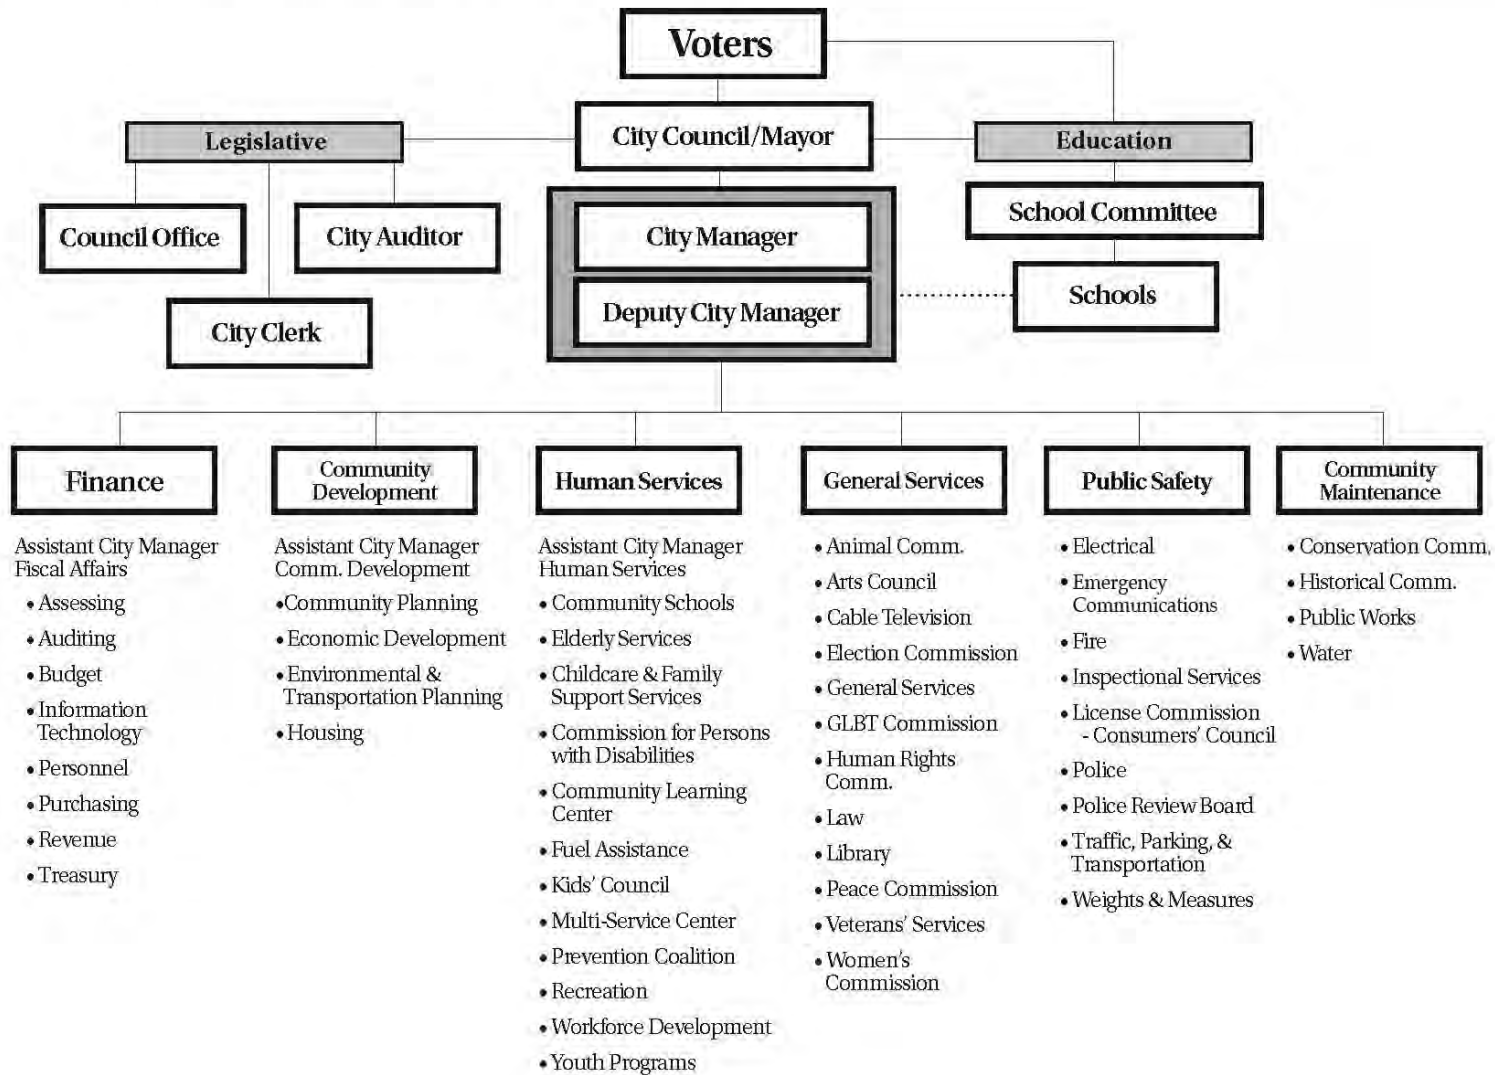 Voters
City Council/Mayor
Legislative
Education
Council Office
City Auditor
City Clerk
City Manager
Deputy City Manager
School Committee
Schools
Finance
Assistant City Manager
Fiscal Affairs
• Assessing
• Auditing
• Budget
• Information
Technology
• Personnel
• Purchasing
• Revenue
• Treasury
Community
Development
Assistant City Manager
Comm. Development
•Community Planning
• Economic Development
• Environmental &
Transportation Planning
• Housing
Human Services
Assistant City Manager
Human Services
• Community Schools
• Elderly Services
• Childcare & Family
Support Services
• Commission for Persons
with Disabilities
• Community Learning
Center
• Fuel Assistance
• Kids' Council
• Multi-Service Center
• Prevention Coalition
• Recreation
• Workforce Development
• Youth Programs
General Services
• Animal Comm.
• Arts Council
• Cable Television
• Election Commission
• General Services
• GLBT Commission
• Human Rights
Comm.
• Law
• Library
• Peace Commission
• Veterans' Services
• Women's
Commission
Public Safety
• Electrical
• Emergency
Communications
• Fire
• Inspectional Services
• License Commission
- Consumers' Council
• Police
• Police Review Board
• Traffic, Parking, &
Transportation
• Weights & Measures
Community
Maintenance
• Conservation Comm.
• Historical Comm.
• Public Works
• Water